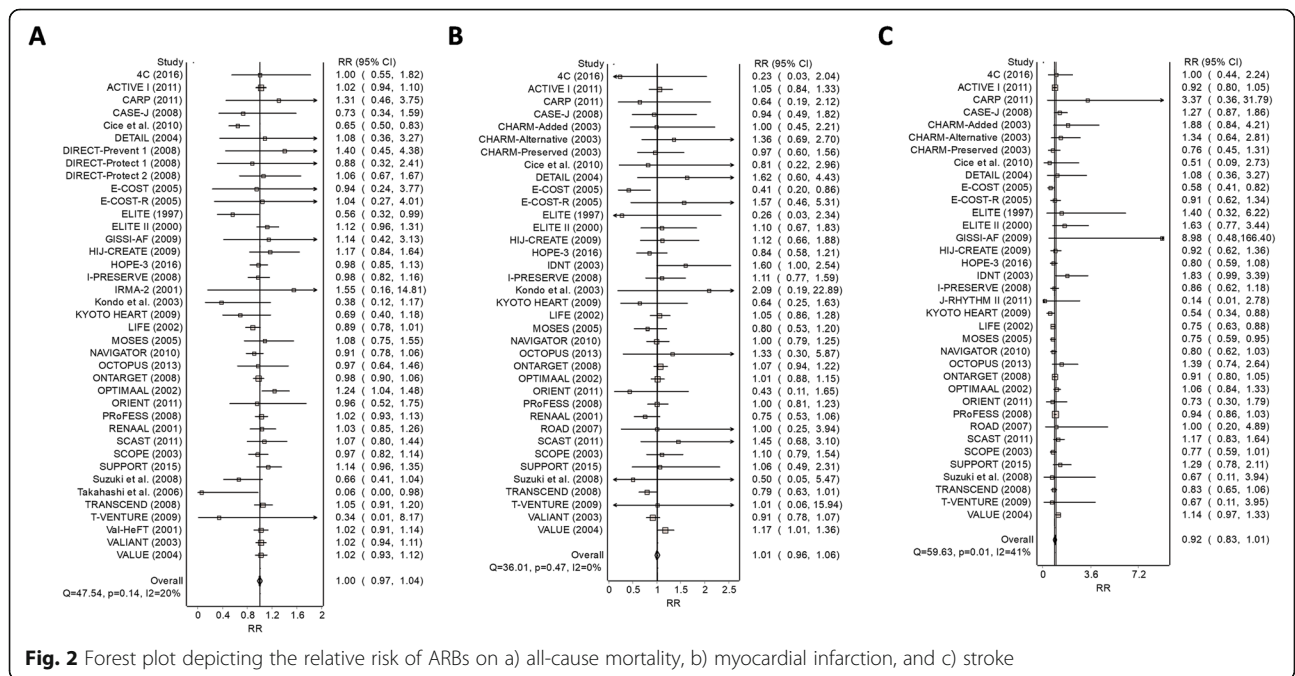 A
Study RR (95% CI)
4C (2016) 1.00 ( 0.55, 1.82)
ACTIVE I (2011) 1.02 ( 0.94, 1.10)
CARP (2011) 1.31 ( 0.46, 3.75)
CASE-J (2008) 0.73 ( 0.34, 1.59)
Cice et al. (2010) 0.65 ( 0.50, 0.83)
DETAIL (2004) 1.08 ( 0.36, 3.27)
DIRECT-Prevent 1 (2008) 1.40 ( 0.45, 4.38)
DIRECT-Protect 1 (2008) 0.88 ( 0.32, 2.41)
DIRECT-Protect 2 (2008) 1.06 ( 0.67, 1.67)
E-COST (2005) 0.94 ( 0.24, 3.77)
E-COST-R (2005) 1.04 ( 0.27, 4.01)
ELITE (1997) 0.56 ( 0.32, 0.99)
ELITE II (2000) 1.12 ( 0.96, 1.31)
GISSI-AF (2009) 1.14 ( 0.42, 3.13)
HIJ-CREATE (2009) 1.17 ( 0.84, 1.64)
HOPE-3 (2016) 0.98 ( 0.85, 1.13)
I-PRESERVE (2008) 0.98 ( 0.82, 1.16)
IRMA-2 (2001) 1.55 ( 0.16, 14.81)
Kondo et al. (2003) 0.38 ( 0.12, 1.17)
KYOTO HEART (2009) 0.69 ( 0.40, 1.18)
LIFE (2002) 0.89 ( 0.78, 1.01)
MOSES (2005) 1.08 ( 0.75, 1.55)
NAVIGATOR (2010) 0.91 ( 0.78, 1.06)
OCTOPUS (2013) 0.97 ( 0.64, 1.46)
ONTARGET (2008) 0.98 ( 0.90, 1.06)
OPTIMAAL (2002) 1.24 ( 1.04, 1.48)
ORIENT (2011) 0.96 ( 0.52, 1.75)
PRoFESS (2008) 1.02 ( 0.93, 1.13)
RENAAL (2001) 1.03 ( 0.85, 1.26)
SCAST (2011) 1.07 ( 0.80, 1.44)
SCOPE (2003) 0.97 ( 0.82, 1.14)
SUPPORT (2015) 1.14 ( 0.96, 1.35)
Suzuki et al. (2008) 0.66 ( 0.41, 1.04)
Takahashi et al. (2006) 0.06 ( 0.00, 0.98)
TRANSCEND (2008) 1.05 ( 0.91, 1.20)
T-VENTURE (2009) 0.34 ( 0.01, 8.17)
Val-HeFT (2001) 1.02 ( 0.91, 1.14)
VALIANT (2003) 1.02 ( 0.94, 1.11)
VALUE (2004) 1.02 ( 0.93, 1.12)
Overall 1.00 ( 0.97, 1.04)
Q=47.54, p=0.14, I2=20%
0 0.4 0.8 1.2 1.6 2
RR
B
Study RR (95% CI)
4C (2016) 0.23 ( 0.03, 2.04)
ACTIVE I (2011) 1.05 ( 0.84, 1.33)
CARP (2011) 0.64 ( 0.19, 2.12)
CASE-J (2008) 0.94 ( 0.49, 1.82)
CHARM-Added (2003) 1.00 ( 0.45, 2.21)
CHARM-Alternative (2003) 1.36 ( 0.69, 2.70)
CHARM-Preserved (2003) 0.97 ( 0.60, 1.56)
Cice et al. (2010) 0.81 ( 0.22, 2.96)
DETAIL (2004) 1.62 ( 0.60, 4.43)
E-COST (2005) 0.41 ( 0.20, 0.86)
E-COST-R (2005) 1.57 ( 0.46, 5.31)
ELITE (1997) 0.26 ( 0.03, 2.34)
ELITE II (2000) 1.10 ( 0.67, 1.83)
HIJ-CREATE (2009) 1.12 ( 0.66, 1.88)
HOPE-3 (2016) 0.84 ( 0.58, 1.21)
IDNT (2003) 1.60 ( 1.00, 2.54)
I-PRESERVE (2008) 1.11 ( 0.77, 1.59)
Kondo et al. (2003) 2.09 ( 0.19, 22.89)
KYOTO HEART (2009) 0.64 ( 0.25, 1.63)
LIFE (2002) 1.05 ( 0.86, 1.28)
MOSES (2005) 0.80 ( 0.53, 1.20)
NAVIGATOR (2010) 1.00 ( 0.79, 1.25)
OCTOPUS (2013) 1.33 ( 0.30, 5.87)
ONTARGET (2008) 1.07 ( 0.94, 1.22)
OPTIMAAL (2002) 1.01 ( 0.88, 1.15)
ORIENT (2011) 0.43 ( 0.11, 1.65)
PRoFESS (2008) 1.00 ( 0.81, 1.23)
RENAAL (2001) 0.75 ( 0.53, 1.06)
ROAD (2007) 1.00 ( 0.25, 3.94)
SCAST (2011) 1.45 ( 0.68, 3.10)
SCOPE (2003) 1.10 ( 0.79, 1.54)
SUPPORT (2015) 1.06 ( 0.49, 2.31)
Suzuki et al. (2008) 0.50 ( 0.05, 5.47)
TRANSCEND (2008) 0.79 ( 0.63, 1.01)
T-VENTURE (2009) 1.01 ( 0.06, 15.94)
VALIANT (2003) 0.91 ( 0.78, 1.07)
VALUE (2004) 1.17 ( 1.01, 1.36)
Overall 1.01 ( 0.96, 1.06)
Q=36.01, p=0.47, I2=0%
0.5 1 1.5 2 2.5
RR
C
Study RR (95% CI)
4C (2016) 1.00 ( 0.44, 2.24)
ACTIVE I (2011) 0.92 ( 0.80, 1.05)
CARP (2011) 3.37 ( 0.36, 31.79)
CASE-J (2008) 1.27 ( 0.87, 1.86)
CHARM-Added (2003) 1.88 ( 0.84, 4.21)
CHARM-Alternative (2003) 1.34 ( 0.64, 2.81)
CHARM-Preserved (2003) 0.76 ( 0.45, 1.31)
Cice et al. (2010) 0.51 ( 0.09, 2.73)
DETAIL (2004) 1.08 ( 0.36, 3.27)
E-COST (2005) 0.58 ( 0.41, 0.82)
E-COST-R (2005) 0.91 ( 0.62, 1.34)
ELITE (1997) 1.40 ( 0.32, 6.22)
ELITE II (2000) 1.63 ( 0.77, 3.44)
GISSI-AF (2009) 8.98 ( 0.48,166.40)
HIJ-CREATE (2009) 0.92 ( 0.62, 1.36)
HOPE-3 (2016) 0.80 ( 0.59, 1.08)
IDNT (2003) 1.83 ( 0.99, 3.39)
I-PRESERVE (2008) 0.86 ( 0.62, 1.18)
J-RHYTHM II (2011) 0.14 ( 0.01, 2.78)
KYOTO HEART (2009) 0.54 ( 0.34, 0.88)
LIFE (2002) 0.75 ( 0.63, 0.88)
MOSES (2005) 0.75 ( 0.59, 0.95)
NAVIGATOR (2010) 0.80 ( 0.62, 1.03)
OCTOPUS (2013) 1.39 ( 0.74, 2.64)
ONTARGET (2008) 0.91 ( 0.80, 1.05)
OPTIMAAL (2002) 1.06 ( 0.84, 1.33)
ORIENT (2011) 0.73 ( 0.30, 1.79)
PRoFESS (2008) 0.94 ( 0.86, 1.03)
ROAD (2007) 1.00 ( 0.20, 4.89)
SCAST (2011) 1.17 ( 0.83, 1.64)
SCOPE (2003) 0.77 ( 0.59, 1.01)
SUPPORT (2015) 1.29 ( 0.78, 2.11)
Suzuki et al. (2008) 0.67 ( 0.11, 3.94)
TRANSCEND (2008) 0.83 ( 0.65, 1.06)
T-VENTURE (2009) 0.67 ( 0.11, 3.95)
VALUE (2004) 1.14 ( 0.97, 1.33)
Overall 0.92 ( 0.83, 1.01)
Q=59.63, p=0.01, I2=41%
0 3.6 7.2
RR
Fig. 2 Forest plot depicting the relative risk of ARBs on a) all-cause mortality, b) myocardial infarction, and c) stroke